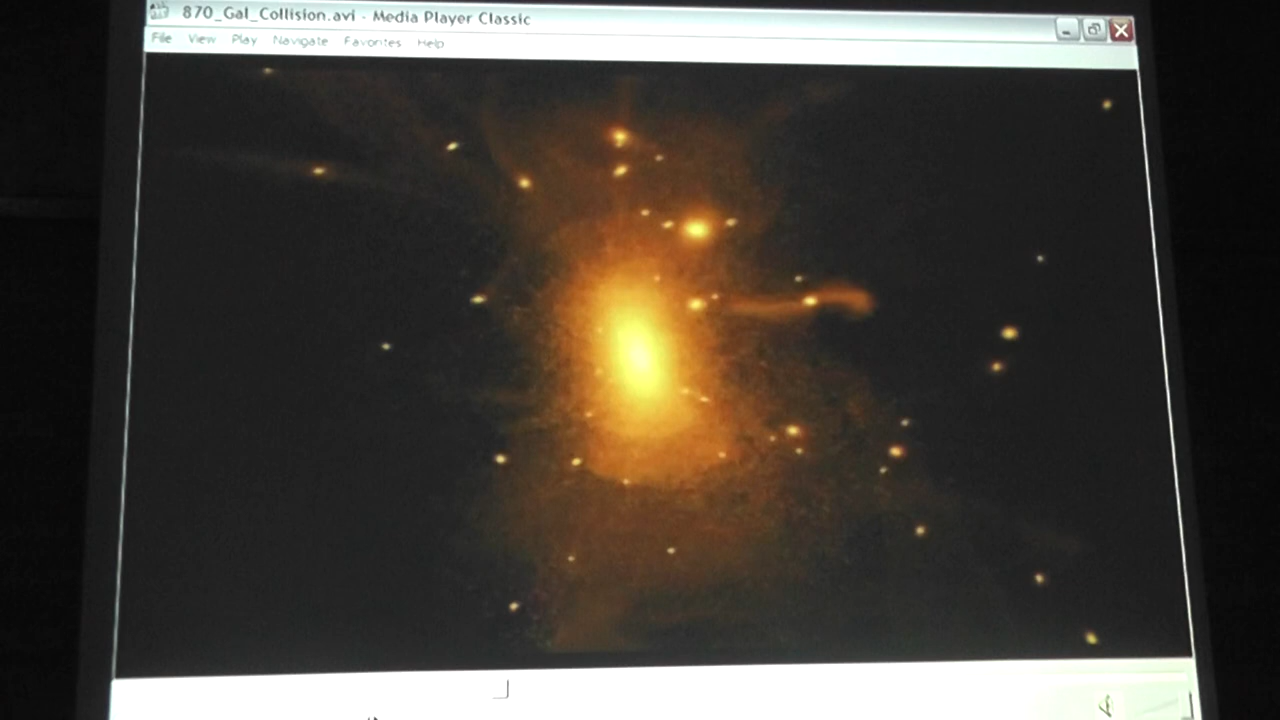 870_Gal_Collision.avi - Media Player Classic
File View Play Navigate Favorites Help